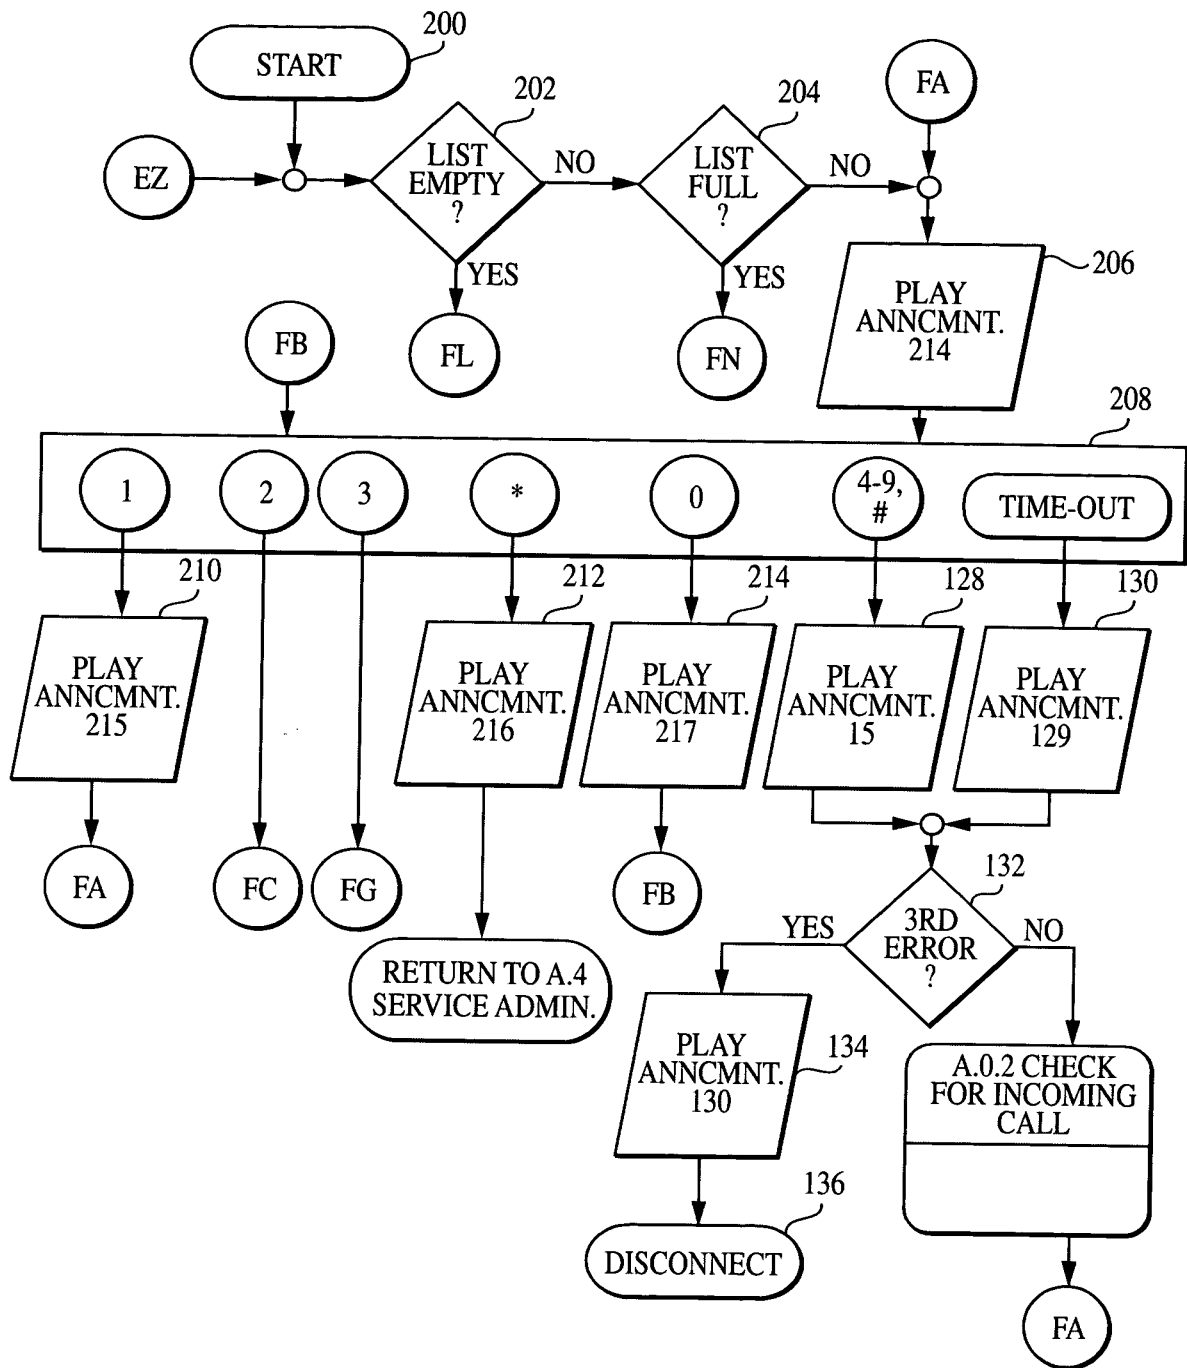 200
START
202
204
FA
EZ
LIST
EMPTY
?
NO
LIST
FULL
?
NO
YES
YES
206
PLAY
ANNCMNT.
214
FB
FL
FN
208
1
2
3
*
0
4-9,
#
TIME-OUT
210
212
214
128
130
PLAY
ANNCMNT.
215
PLAY
ANNCMNT.
216
PLAY
ANNCMNT.
217
PLAY
ANNCMNT.
15
PLAY
ANNCMNT.
129
FA
FC
FG
FB
132
YES
3RD
ERROR
?
NO
RETURN TO A.4
SERVICE ADMIN.
PLAY
ANNCMNT.
130
134
A.0.2 CHECK
FOR INCOMING
CALL
136
DISCONNECT
FA